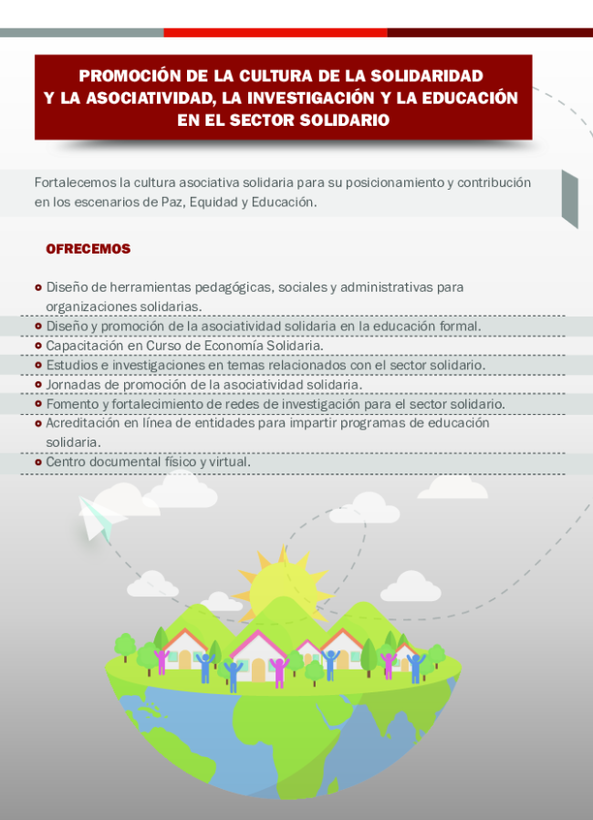 PROMOCIÓN DE LA CULTURA DE LA SOLIDARIDAD
Y LA ASOCIATIVIDAD, LA INVESTIGACIÓN Y LA EDUCACIÓN
EN EL SECTOR SOLIDARIO
Fortalecemos la cultura asociativa solidaria para su posicionamiento y contribución
en los escenarios de Paz, Equidad y Educación.
OFRECEMOS
Diseño de herramientas pedagógicas, sociales y administrativas para
organizaciones solidarias.
Diseño y promoción de la asociatividad solidaria en la educación formal.
Capacitación en Curso de Economía Solidaria.
Estudios e investigaciones en temas relacionados con el sector solidario.
Jornadas de promoción de la asociatividad solidaria.
Fomento y fortalecimiento de redes de investigación para el sector solidario.
Acreditación en línea de entidades para impartir programas de educación
solidaria.
Centro documental físico y virtual.